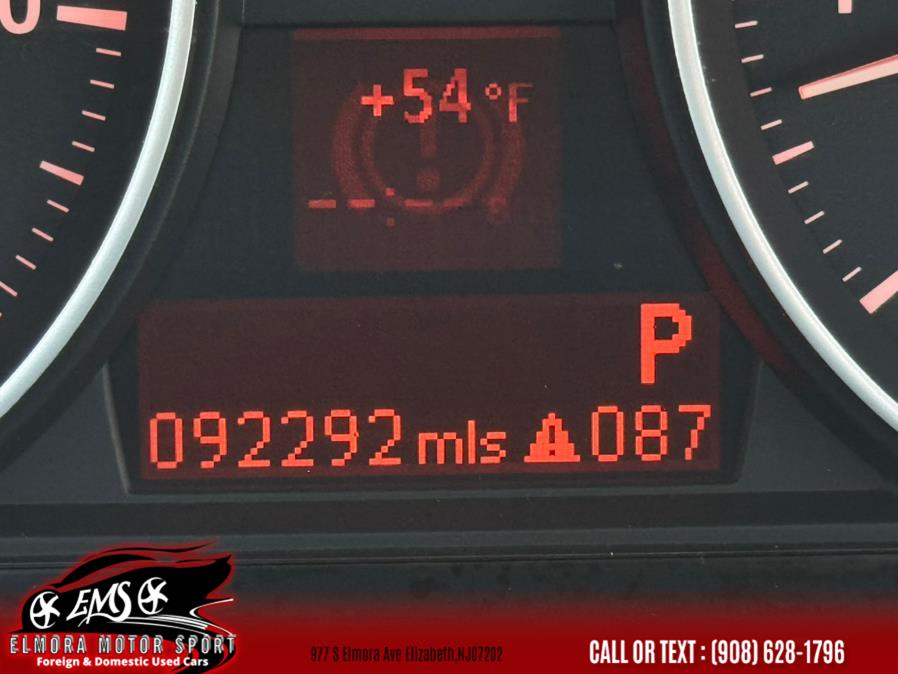 0
+54 °F
--:--
P
092292 mls 087
EMS
ELMORA MOTOR SPORT
Foreign & Domestic Used Cars
977 S Elmora Ave Elizabeth,NJ07202
CALL OR TEXT : (908) 628-1796